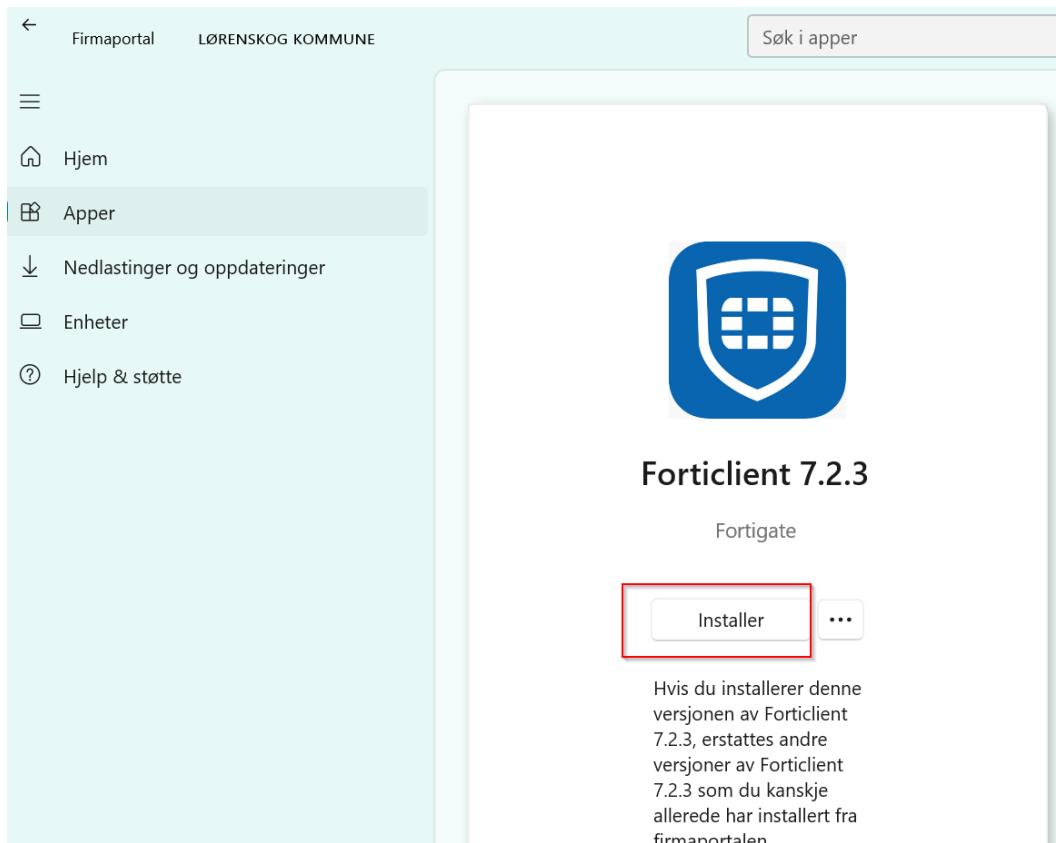 Firmaportal
LØRENSKOG KOMMUNE
Søk i apper
Hjem
Apper
Nedlastinger og oppdateringer
Enheter
Hjelp & støtte
Forticlient 7.2.3
Fortigate
Installer
Hvis du installerer denne
versjonen av Forticlient
7.2.3, erstattes andre
versjoner av Forticlient
7.2.3 som du kanskje
allerede har installert fra
firmaportalen